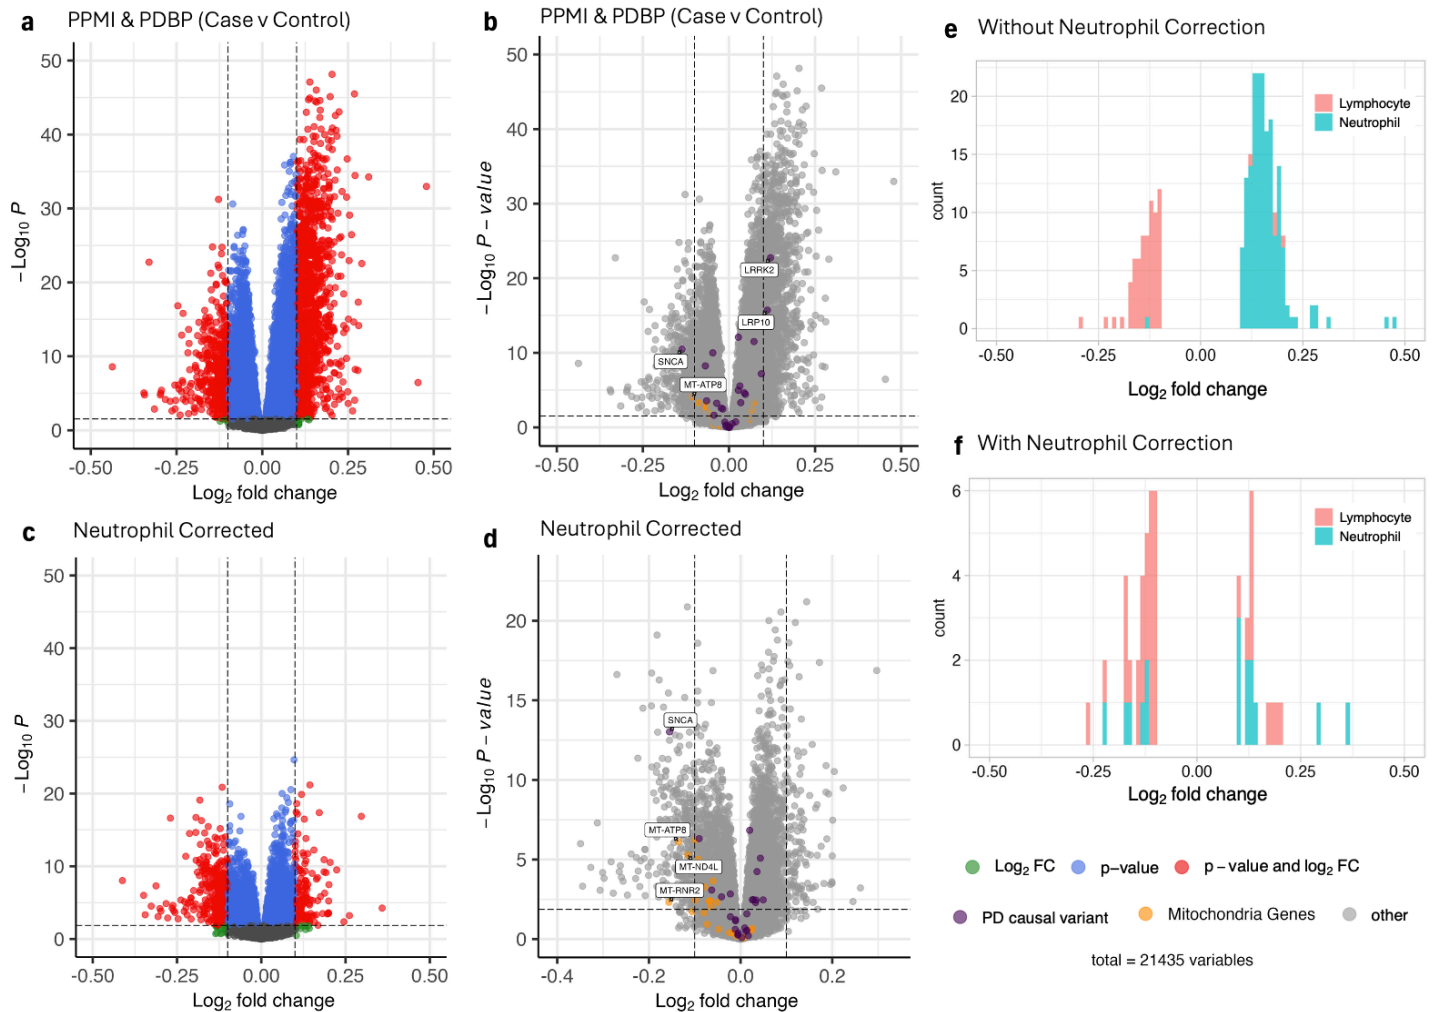 a PPMI & PDBP (Case v Control)
50
40
30
20
10
0
−Log10 P
-0.50 -0.25 0.00 0.25 0.50
Log2 fold change
b PPMI & PDBP (Case v Control)
50
40
30
20
10
0
−Log10 P − value
LRRK2
LRP10
SNCA
MT-ATP8
-0.50 -0.25 0.00 0.25 0.50
Log2 fold change
e Without Neutrophil Correction
20
15
10
5
0
count
Lymphocyte
Neutrophil
-0.50 -0.25 0.00 0.25 0.50
Log2 fold change
c Neutrophil Corrected
50
40
30
20
10
0
−Log10 P
-0.50 -0.25 0.00 0.25 0.50
Log2 fold change
d Neutrophil Corrected
20
15
10
5
0
−Log10 P − value
SNCA
MT-ATP8
MT-ND4L
MT-RNR2
-0.4 -0.2 0.0 0.2
Log2 fold change
f With Neutrophil Correction
6
4
2
0
count
Lymphocyte
Neutrophil
-0.50 -0.25 0.00 0.25 0.50
Log2 fold change
Log2 FC p−value p − value and log2 FC
PD causal variant Mitochondria Genes other
total = 21435 variables